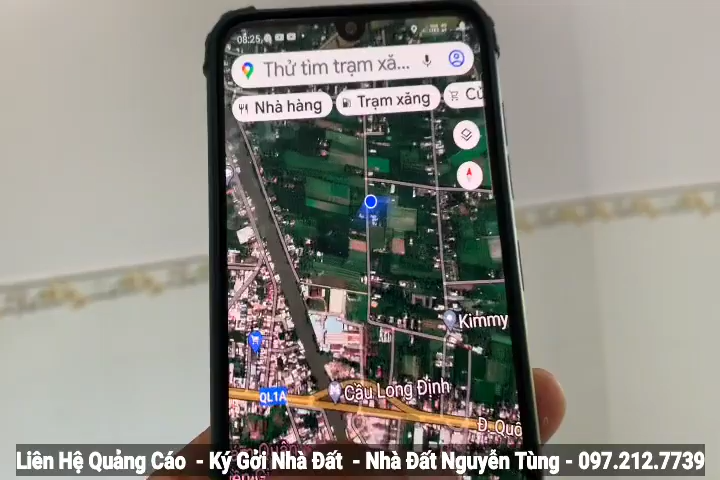 08:25
Thử tìm trạm xă...
Nhà hàng
Trạm xăng
Cử
Kimmy
QL1A
Cầu Long Định
Đ. Quố
Liên Hệ Quảng Cáo - Ký Gởi Nhà Đất - Nhà Đất Nguyễn Tùng - 097.212.7739